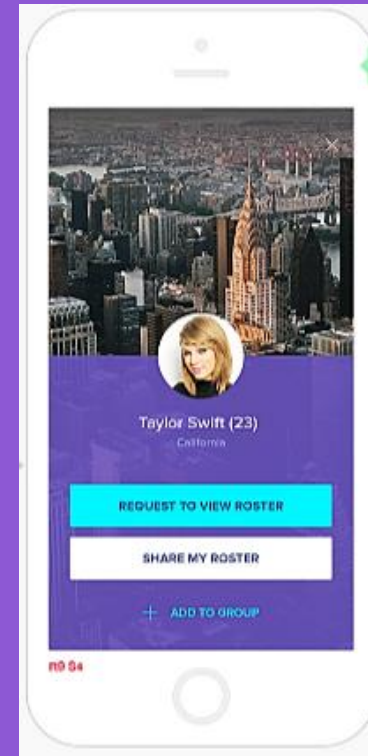 Taylor Swift (23)
California
REQUEST TO VIEW ROSTER
SHARE MY ROSTER
+ ADD TO GROUP